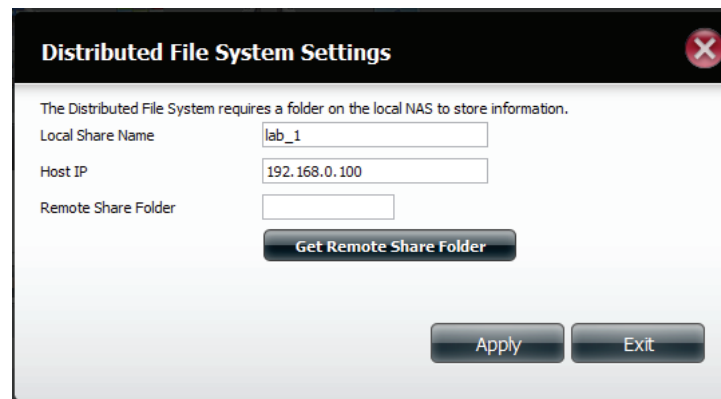 Distributed File System Settings
The Distributed File System requires a folder on the local NAS to store information.
Local Share Name lab_1
Host IP 192.168.0.100
Remote Share Folder
Get Remote Share Folder
Apply Exit